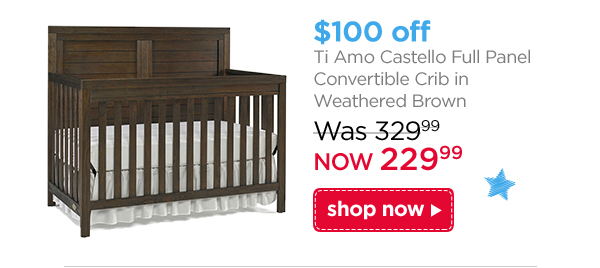 $100 off
Ti Amo Castello Full Panel
Convertible Crib in
Weathered Brown
Was 329⁹⁹
NOW 229⁹⁹
shop now ▶